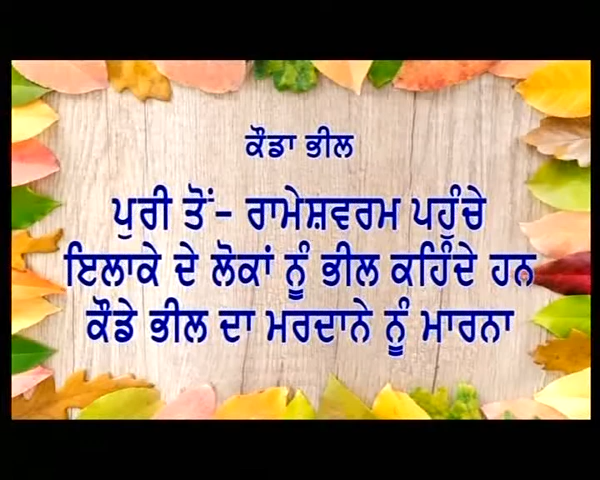 ਕੌਡਾ ਭੀਲ
ਪੁਰੀ ਤੋਂ- ਰਾਮੇਸ਼ਵਰਮ ਪਹੁੰਚੇ
ਇਲਾਕੇ ਦੇ ਲੋਕਾਂ ਨੂੰ ਭੀਲ ਕਹਿੰਦੇ ਹਨ
ਕੌਡੇ ਭੀਲ ਦਾ ਮਰਦਾਨੇ ਨੂੰ ਮਾਰਨਾ